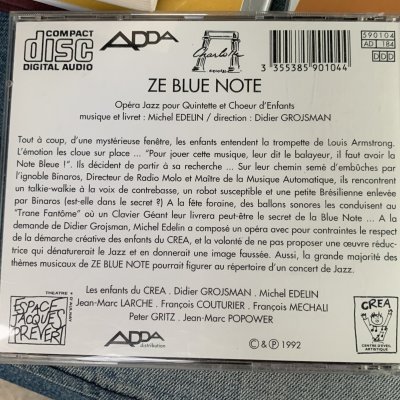 COMPACT
disc
DIGITAL AUDIO
ADDA
Charlotte
RECORDS
3 355385 901044
590104
AD 184
DDD
ZE BLUE NOTE
Opéra Jazz pour Quintette et Choeur d'Enfants
musique et livret : Michel EDELIN / direction : Didier GROJSMAN
Tout à coup, d'une mystérieuse fenêtre, les enfants entendent la trompette de Louis Armstrong.
L'émotion les cloue sur place ... "Pour jouer cette musique, leur dit le balayeur, il faut avoir la
Note Bleue !". Ils décident de partir à sa recherche ... Sur leur chemin semé d'embûches par
l'ignoble Binaros, Directeur de Radio Molo et Maître de la Musique Automatique, ils rencontrent
un talkie-walkie à la voix de contrebasse, un robot susceptible et une petite Brésilienne enlevée
par Binaros (est-elle dans le secret ?) A la fête foraine, des ballons sonores les conduisent au
"Trane Fantôme" où un Clavier Géant leur livrera peut-être le secret de la Blue Note ... A la
demande de Didier Grojsman, Michel Edelin a composé un opéra avec pour contraintes le respect
de la démarche créative des enfants du CREA, et la volonté de ne pas proposer une œuvre réduc-
trice qui dénaturerait le Jazz et en donnerait une image faussée. Aussi, la grande majorité des
thèmes musicaux de ZE BLUE NOTE pourrait figurer au répertoire d'un concert de Jazz.
THEATRE &
ESPACE
JACQUES
PREVERT
Les enfants du CREA . Didier GROJSMAN . Michel EDELIN
Jean-Marc LARCHE . François COUTURIER . François MECHALI
Peter GRITZ . Jean-Marc POPOWER
ADDA
distribution
© & ℗ 1992
CREA
CENTRE D'EVEIL
ARTISTIQUE